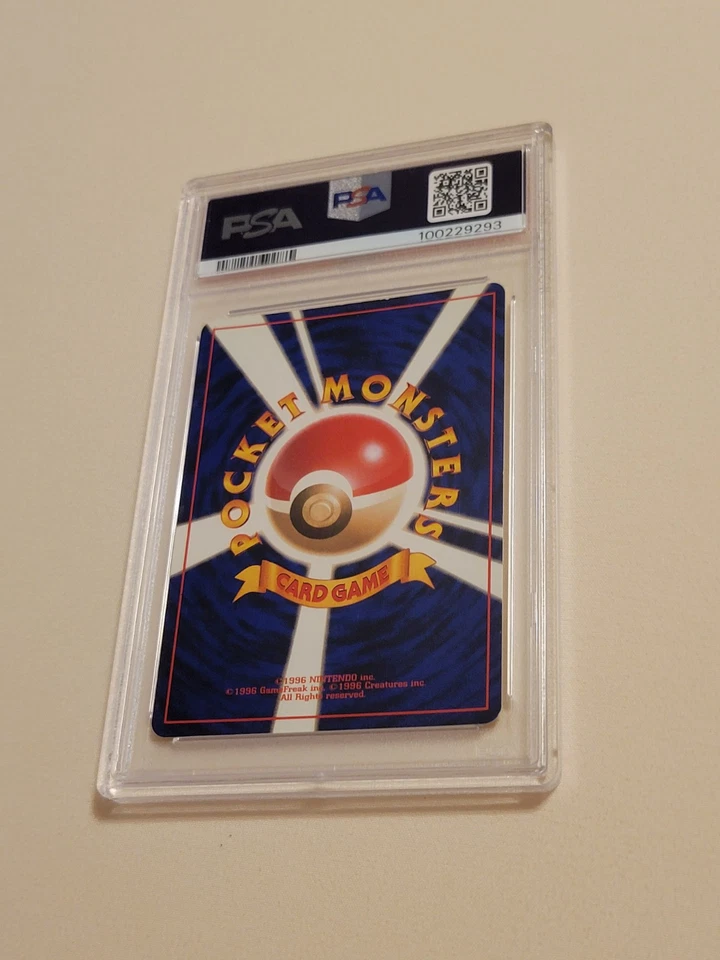 PSA
PSA
100229293
POCKET MONSTERS
CARD GAME
©1996 NINTENDO inc.
©1996 GameFreak inc. ©1996 Creatures inc.
All Rights reserved.